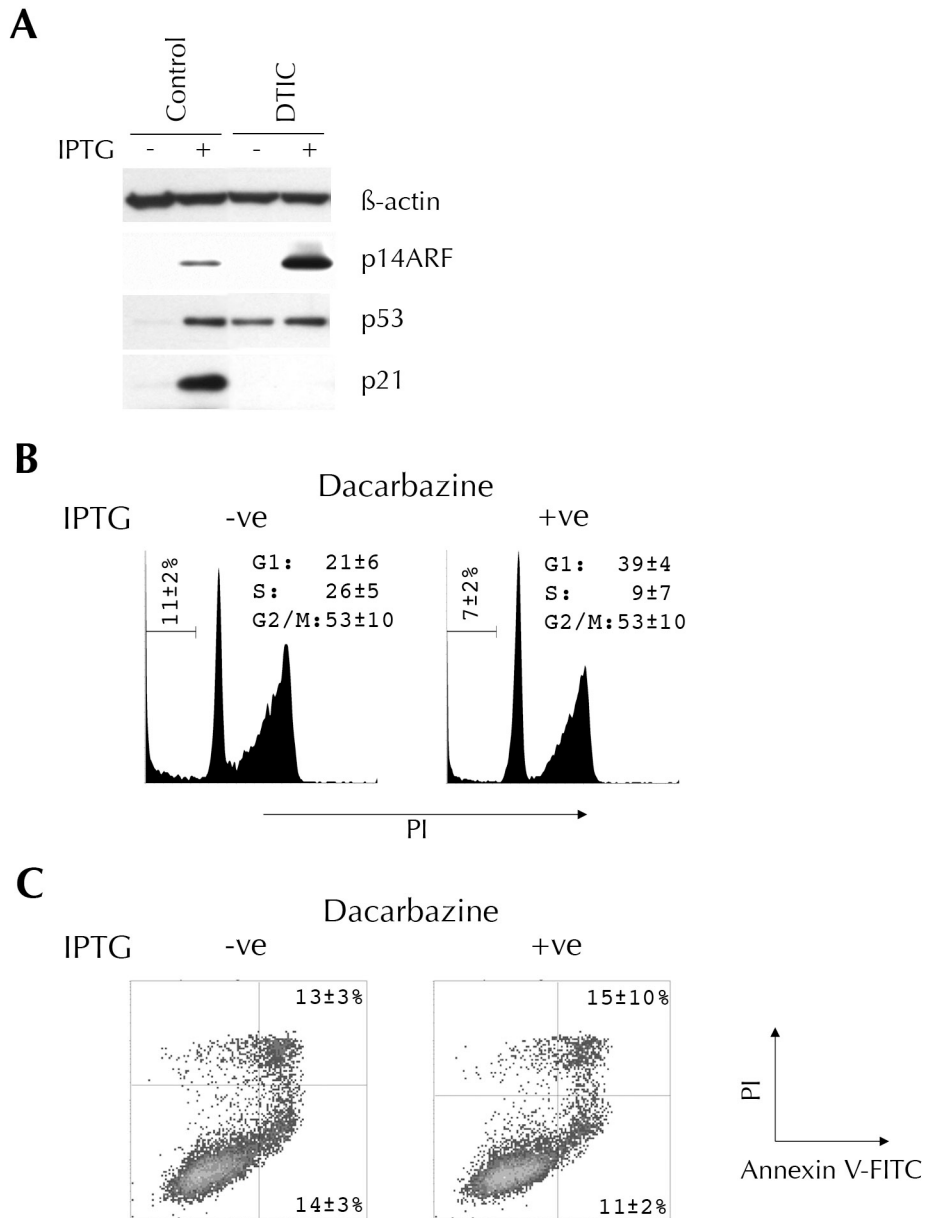 A
Control DTIC
IPTG - + - +
ß-actin
p14ARF
p53
p21
B
Dacarbazine
IPTG -ve +ve
11±2%
G1: 21±6
S: 26±5
G2/M:53±10
7±2%
G1: 39±4
S: 9±7
G2/M:53±10
PI
C
Dacarbazine
IPTG -ve +ve
13±3%
14±3%
15±10%
11±2%
PI
Annexin V-FITC